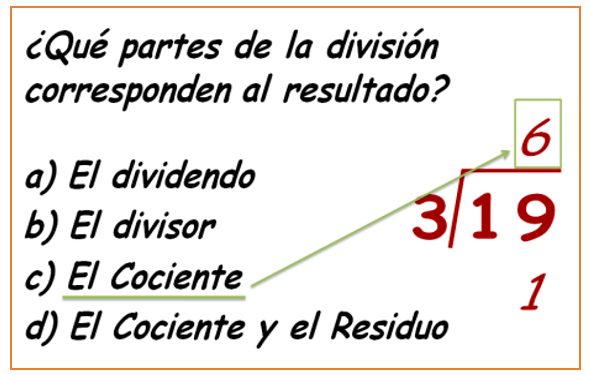 ¿Qué partes de la división
corresponden al resultado?
a) El dividendo
b) El divisor
c) El Cociente
d) El Cociente y el Residuo
6
3 19
1